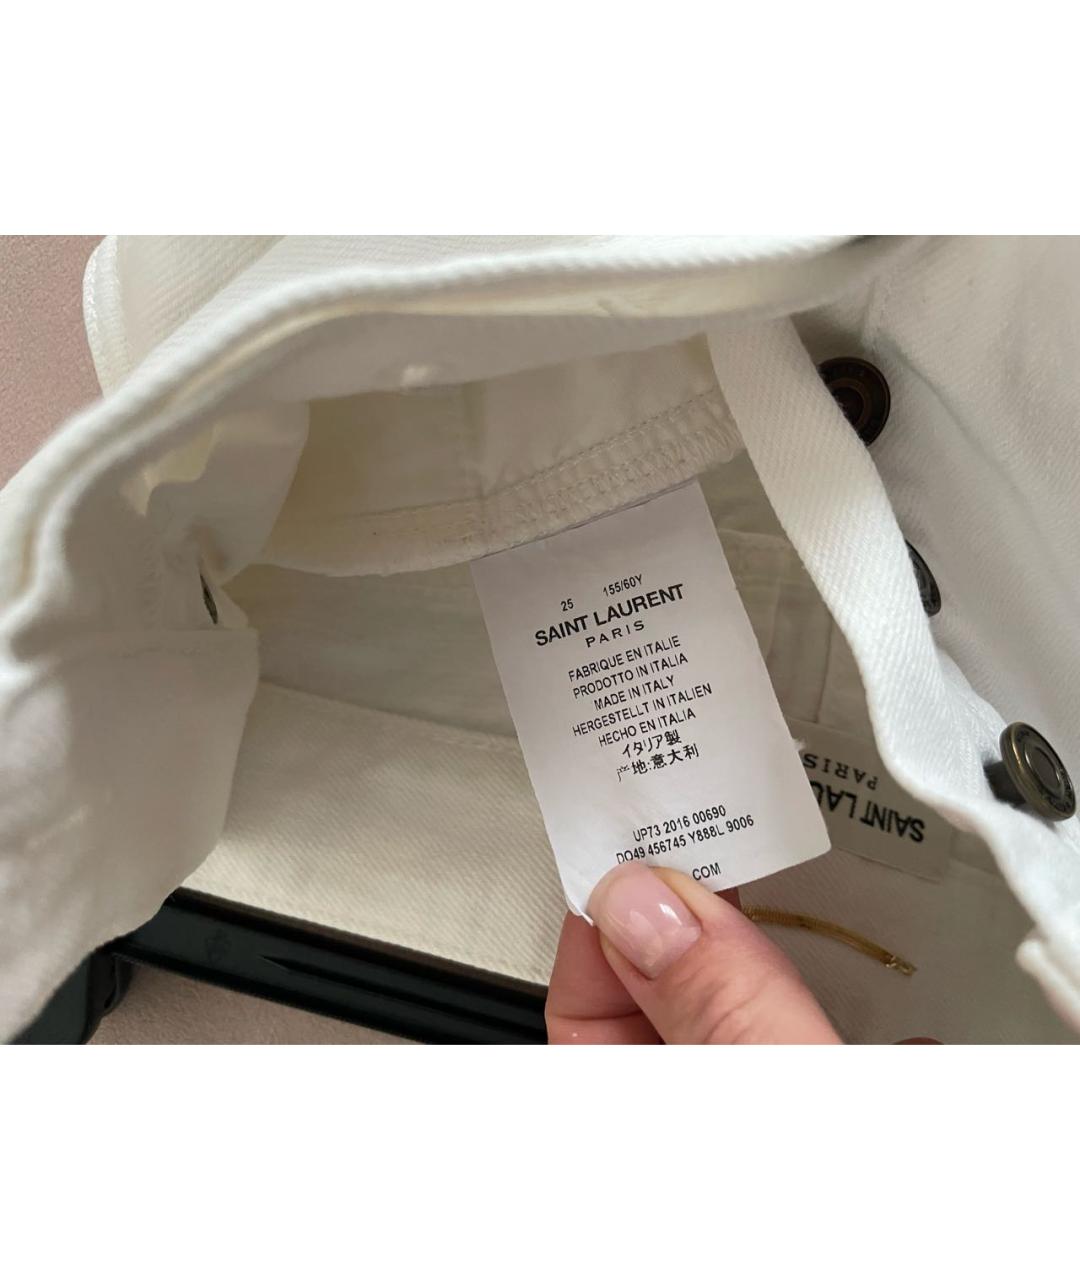 25 155/60Y
SAINT LAURENT
PARIS
FABRIQUE EN ITALIE
PRODOTTO IN ITALIA
MADE IN ITALY
HERGESTELLT IN ITALIEN
HECHO EN ITALIA
イタリア製
产地:意大利
UP73 2016 00690
DO49 456745 Y888L 9006
.COM
SAINT LAU
PARIS